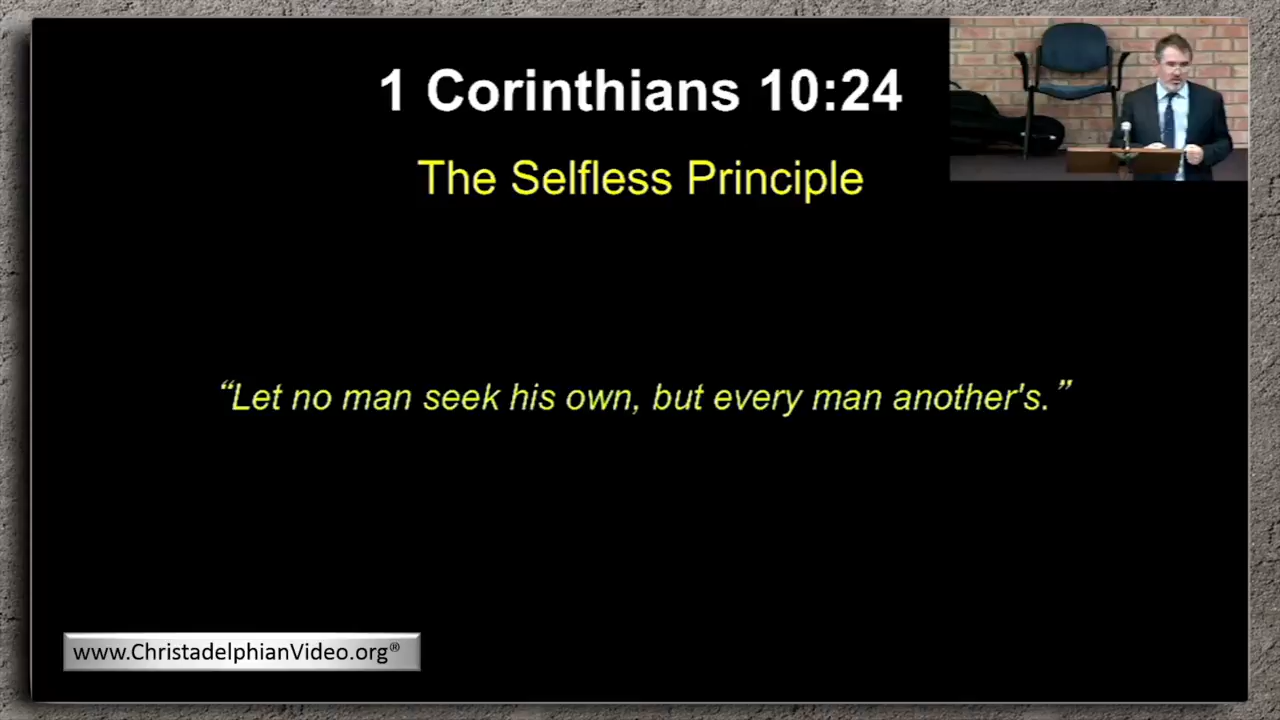 1 Corinthians 10:24
The Selfless Principle
“Let no man seek his own, but every man another's.”
www.ChristadelphianVideo.org®